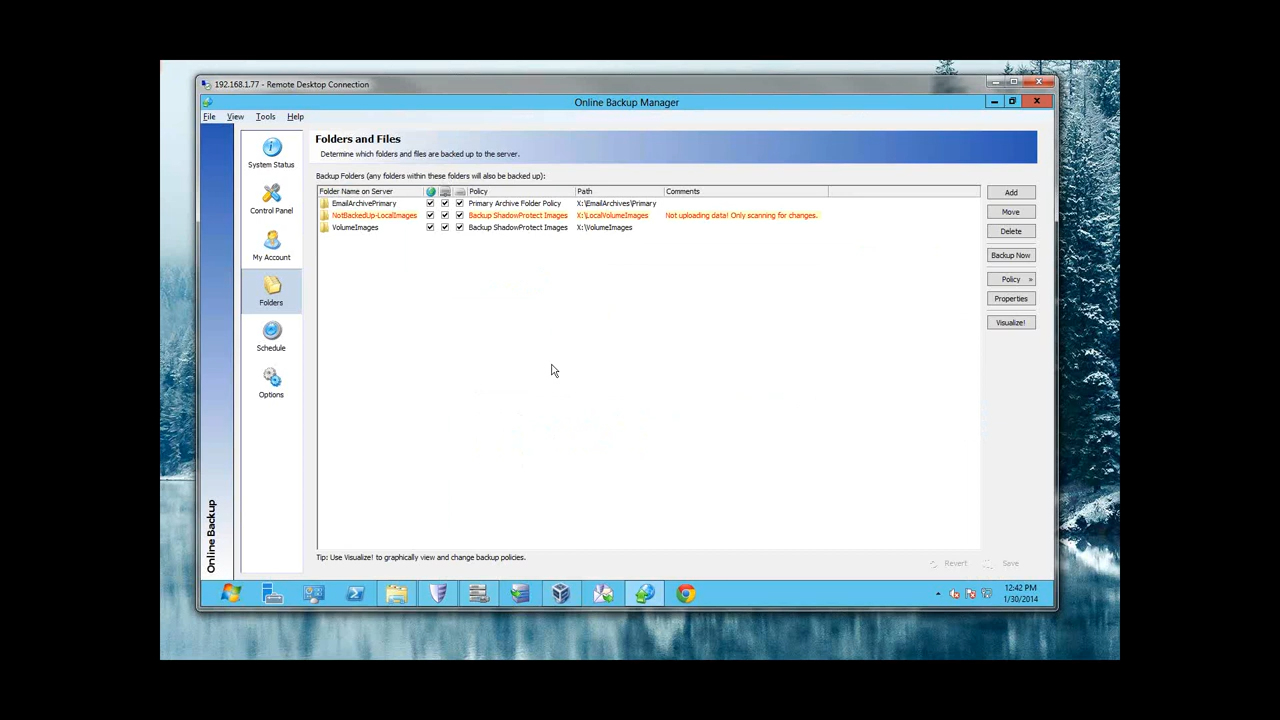 192.168.1.77 - Remote Desktop Connection
Online Backup Manager
File View Tools Help
System Status
Control Panel
My Account
Folders
Schedule
Options
Online Backup
Folders and Files
Determine which folders and files are backed up to the server.
Backup Folders (any folders within these folders will also be backed up):
Folder Name on Server Policy Path Comments
EmailArchivePrimary Primary Archive Folder Policy X:\EmailArchives\Primary
NotBackedUp-LocalImages Backup ShadowProtect Images X:\LocalVolumeImages Not uploading data! Only scanning for changes.
VolumeImages Backup ShadowProtect Images X:\VolumeImages
Add
Move
Delete
Backup Now
Policy »
Properties
Visualize!
Tip: Use Visualize! to graphically view and change backup policies.
Revert Save
12:42 PM
1/30/2014